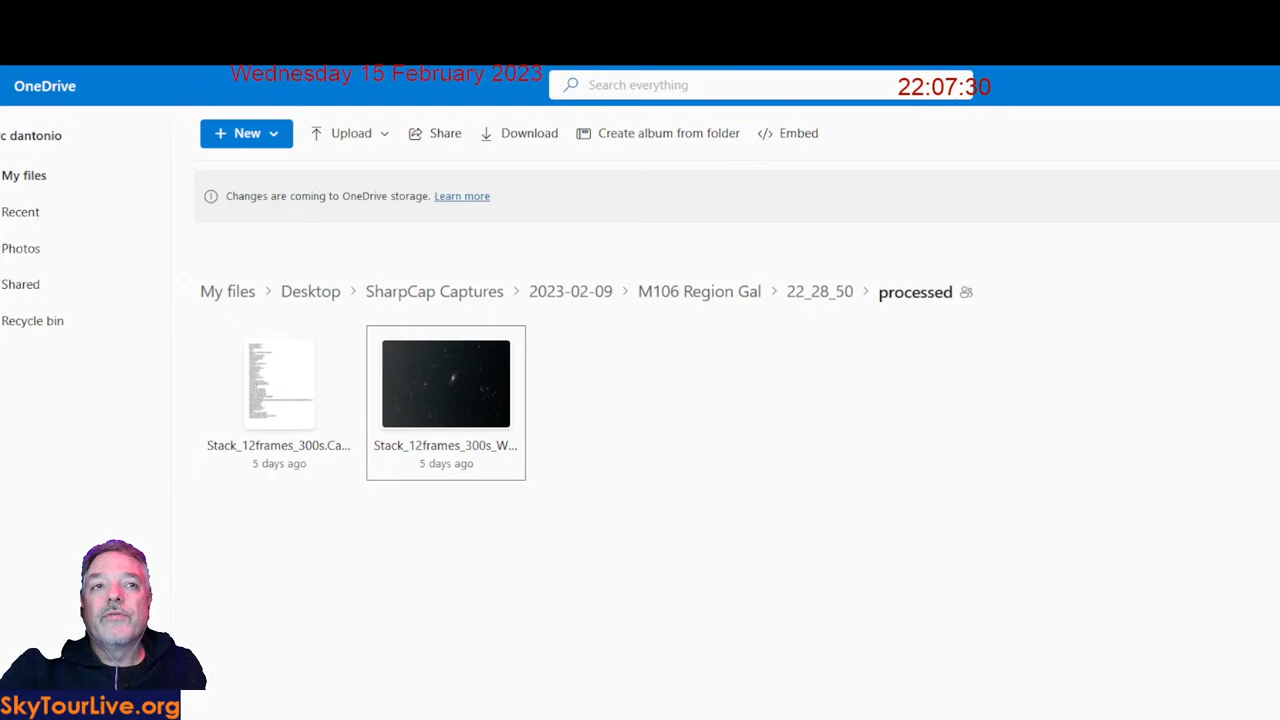 Wednesday 15 February 2023
OneDrive
Search everything
22:07:30
c dantonio
My files
Recent
Photos
Shared
Recycle bin
New
Upload
Share
Download
Create album from folder
Embed
Changes are coming to OneDrive storage. Learn more
My files > Desktop > SharpCap Captures > 2023-02-09 > M106 Region Gal > 22_28_50 > processed
Stack_12frames_300s.Ca...
5 days ago
Stack_12frames_300s_W...
5 days ago
SkyTourLive.org